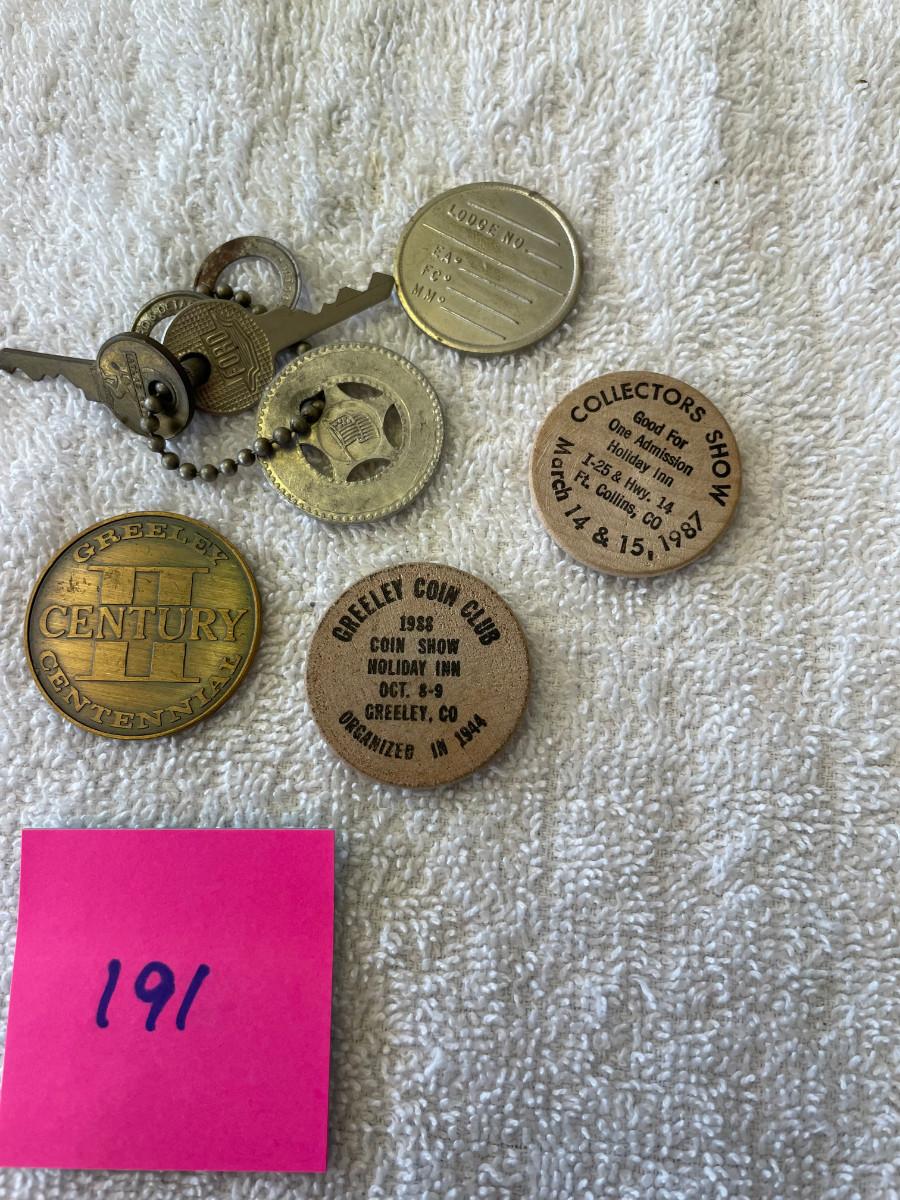 LODGE NO.
EA°
FC°
MM°
COLLECTORS SHOW
Good For
One Admission
Holiday Inn
I-25 & Hwy. 14
Ft. Collins, CO
March 14 & 15, 1987
GREELEY
II
CENTURY
CENTENNIAL
GREELEY COIN CLUB
1988
COIN SHOW
HOLIDAY INN
OCT. 8-9
GREELEY, CO
ORGANIZED IN 1944
191